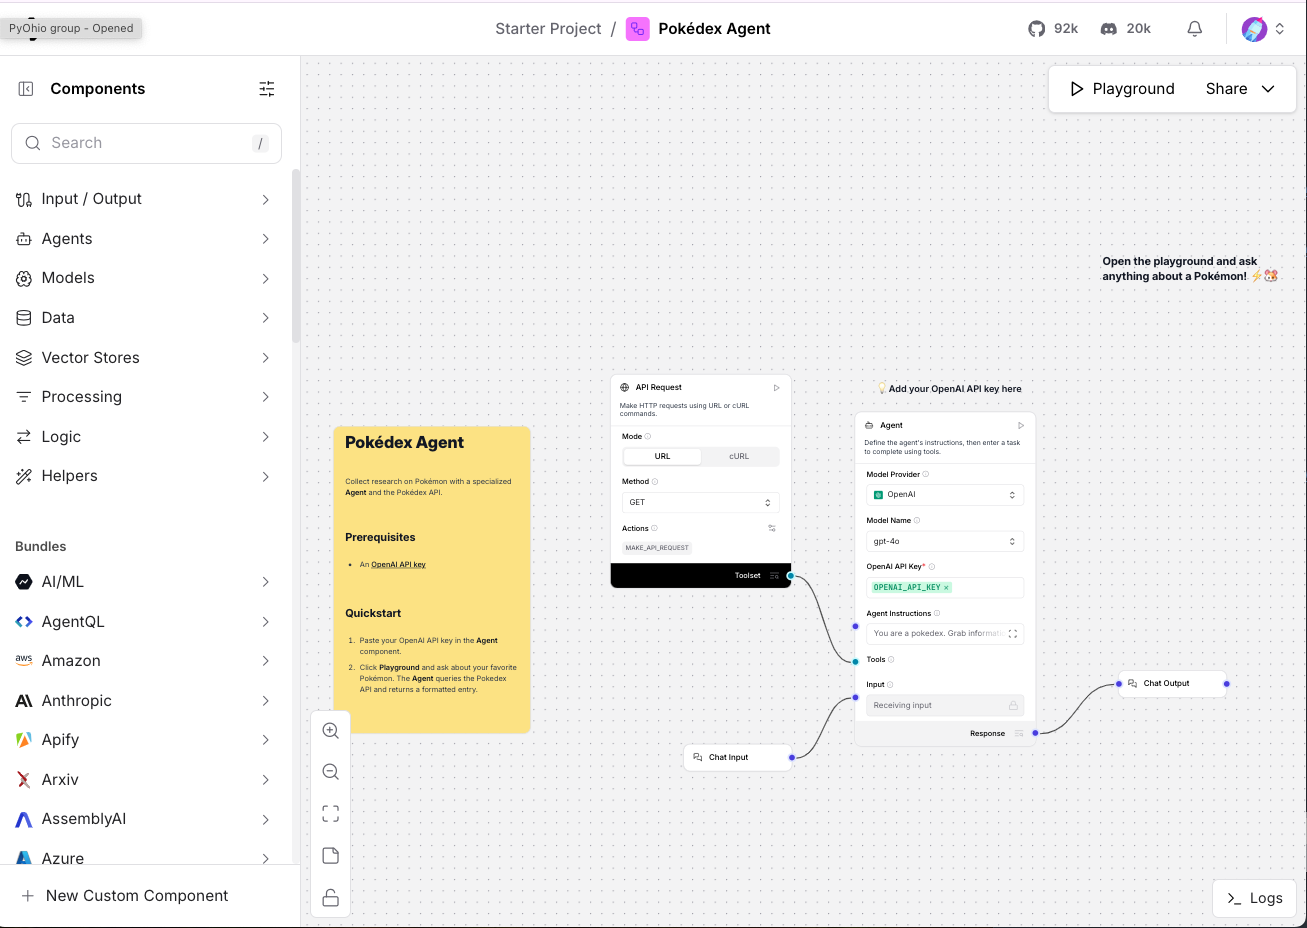 PyOhio group - Opened
Starter Project / Pokédex Agent
92k
20k
Components
Search
/
Input / Output
Agents
Models
Data
Vector Stores
Processing
Logic
Helpers
Bundles
AI/ML
AgentQL
aws
Amazon
Anthropic
Apify
Arxiv
AssemblyAI
Azure
New Custom Component
Playground
Share
Open the playground and ask
anything about a Pokémon! ⚡🐹
Pokédex Agent
Collect research on Pokémon with a specialized
Agent and the Pokédex API.
Prerequisites
• An OpenAI API key
Quickstart
1. Paste your OpenAI API key in the Agent
component.
2. Click Playground and ask about your favorite
Pokémon. The Agent queries the Pokedex
API and returns a formatted entry.
API Request
Make HTTP requests using URL or cURL
commands.
Mode
URL
cURL
Method
GET
Actions
MAKE_API_REQUEST
Toolset
Chat Input
💡Add your OpenAI API key here
Agent
Define the agent's instructions, then enter a task
to complete using tools.
Model Provider
OpenAI
Model Name
gpt-4o
OpenAI API Key*
OPENAI_API_KEY ×
Agent Instructions
You are a pokedex. Grab informati
Tools
Input
Receiving input
Response
Chat Output
Logs